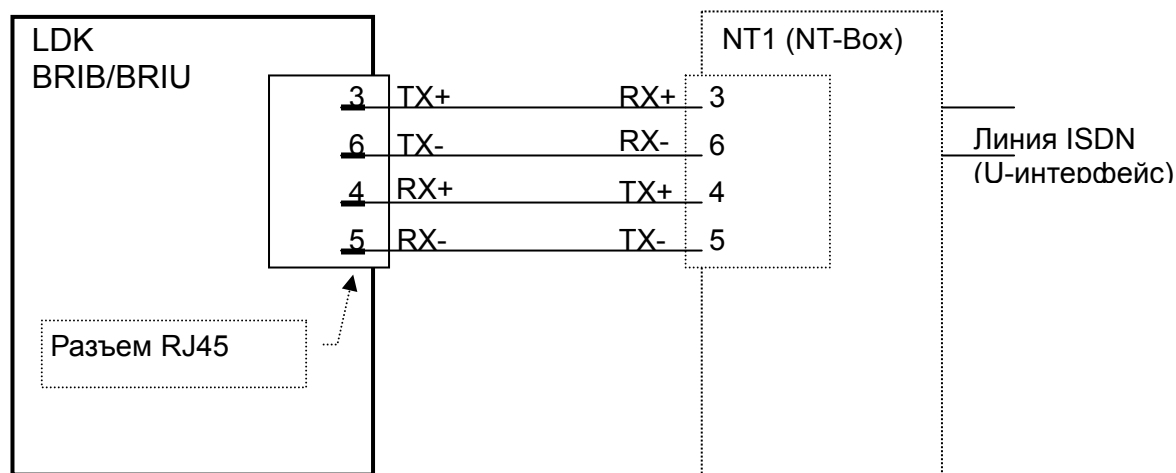 LDK
BRIB/BRIU
NT1 (NT-Box)
3 TX+ RX+ 3
6 TX- RX- 6
4 RX+ TX+ 4
5 RX- TX- 5
Линия ISDN
(U-интерфейс)
Разъем RJ45